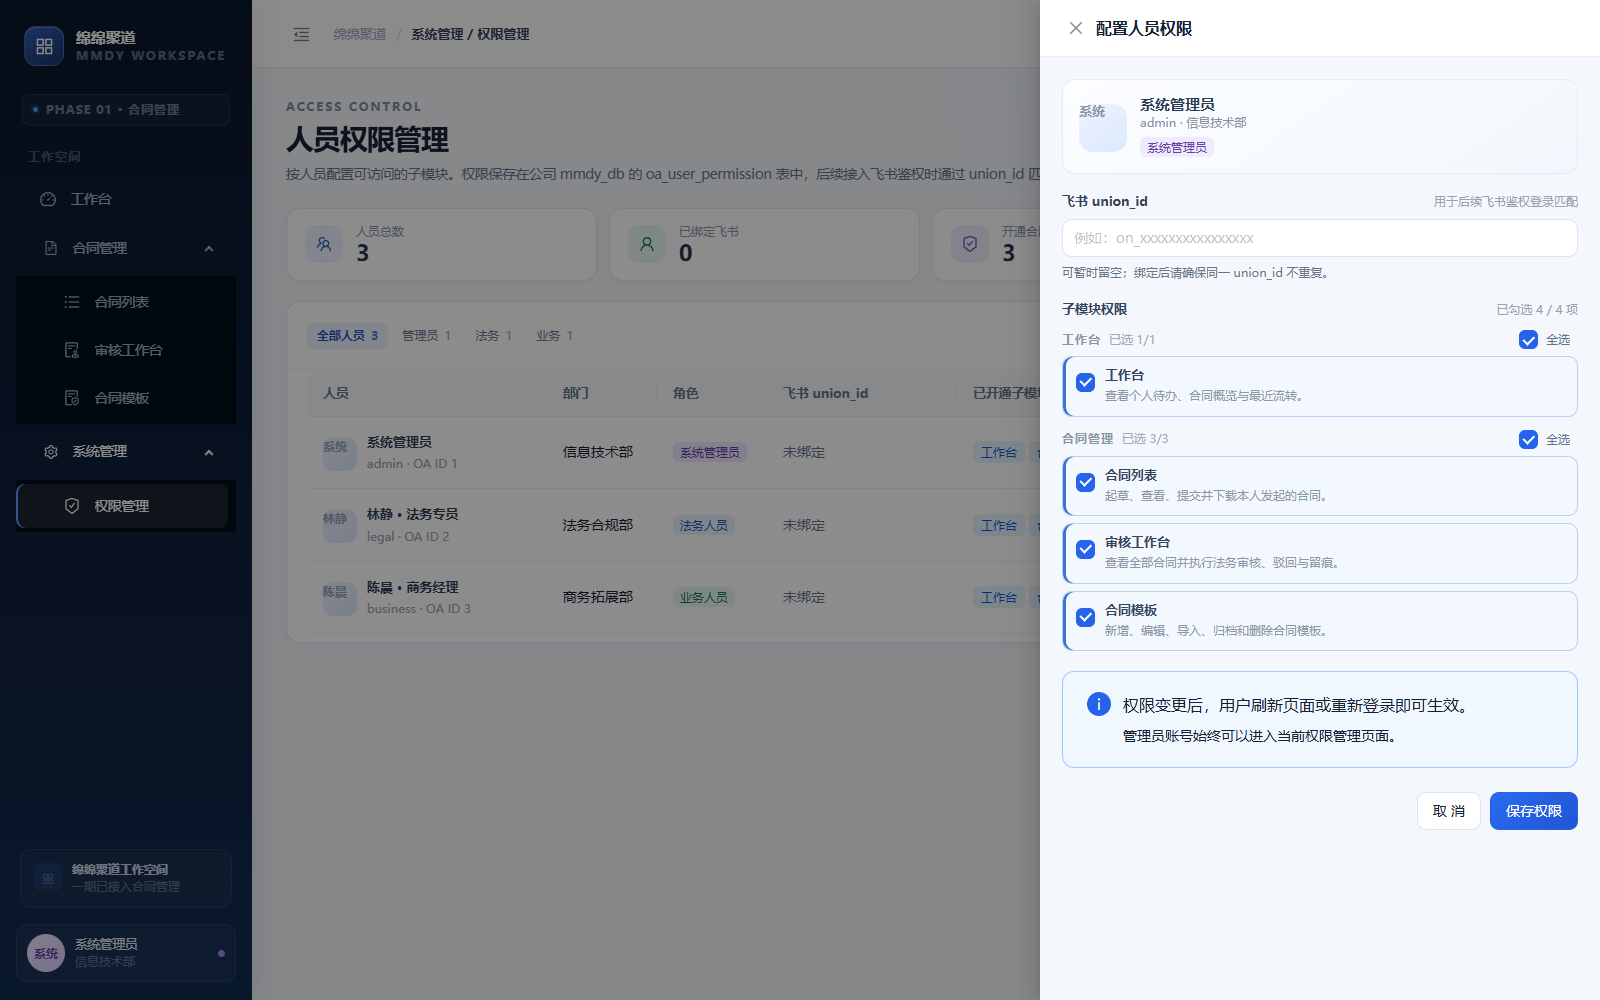 绵绵聚道
MMDY WORKSPACE
PHASE 01 • 合同管理
工作空间
工作台
合同管理
合同列表
审核工作台
合同模板
系统管理
权限管理
绵绵聚道工作空间
一期已接入合同管理
系统
系统管理员
信息技术部
绵绵聚道 / 系统管理 / 权限管理
ACCESS CONTROL
人员权限管理
按人员配置可访问的子模块。权限保存在公司 mmdy_db 的 oa_user_permission 表中，后续接入飞书鉴权时通过 union_id 匹
人员总数
3
已绑定飞书
0
开通合
3
全部人员 3 管理员 1 法务 1 业务 1
人员 部门 角色 飞书 union_id 已开通子模
系统 系统管理员 信息技术部 系统管理员 未绑定 工作台
admin · OA ID 1
林静 林静 • 法务专员 法务合规部 法务人员 未绑定 工作台
legal · OA ID 2
陈晨 陈晨 • 商务经理 商务拓展部 业务人员 未绑定 工作台
business · OA ID 3
配置人员权限
系统
系统管理员
admin · 信息技术部
系统管理员
飞书 union_id 用于后续飞书鉴权登录匹配
例如：on_xxxxxxxxxxxxxxxx
可暂时留空；绑定后请确保同一 union_id 不重复。
子模块权限 已勾选 4 / 4 项
工作台 已选 1/1 全选
工作台
查看个人待办、合同概览与最近流转。
合同管理 已选 3/3 全选
合同列表
起草、查看、提交并下载本人发起的合同。
审核工作台
查看全部合同并执行法务审核、驳回与留痕。
合同模板
新增、编辑、导入、归档和删除合同模板。
权限变更后，用户刷新页面或重新登录即可生效。
管理员账号始终可以进入当前权限管理页面。
取 消 保存权限